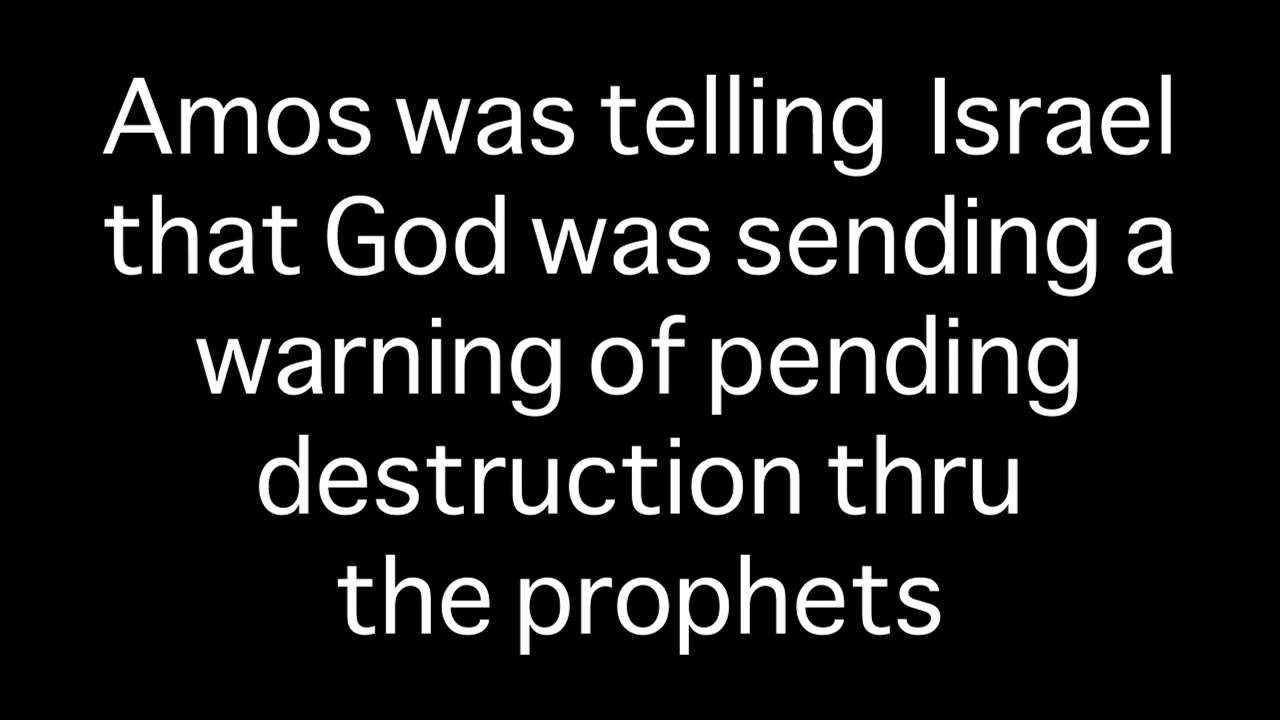 Amos was telling  Israel
that God was sending a
warning of pending
destruction thru
the prophets